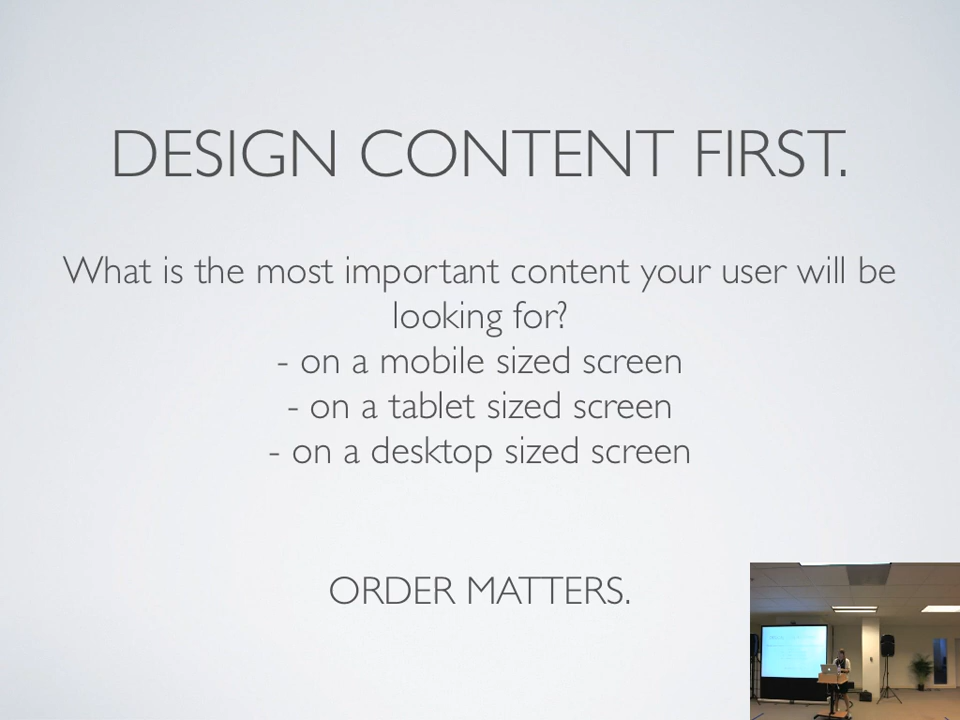 DESIGN CONTENT FIRST.
What is the most important content your user will be
looking for?
- on a mobile sized screen
- on a tablet sized screen
- on a desktop sized screen
ORDER MATTERS.